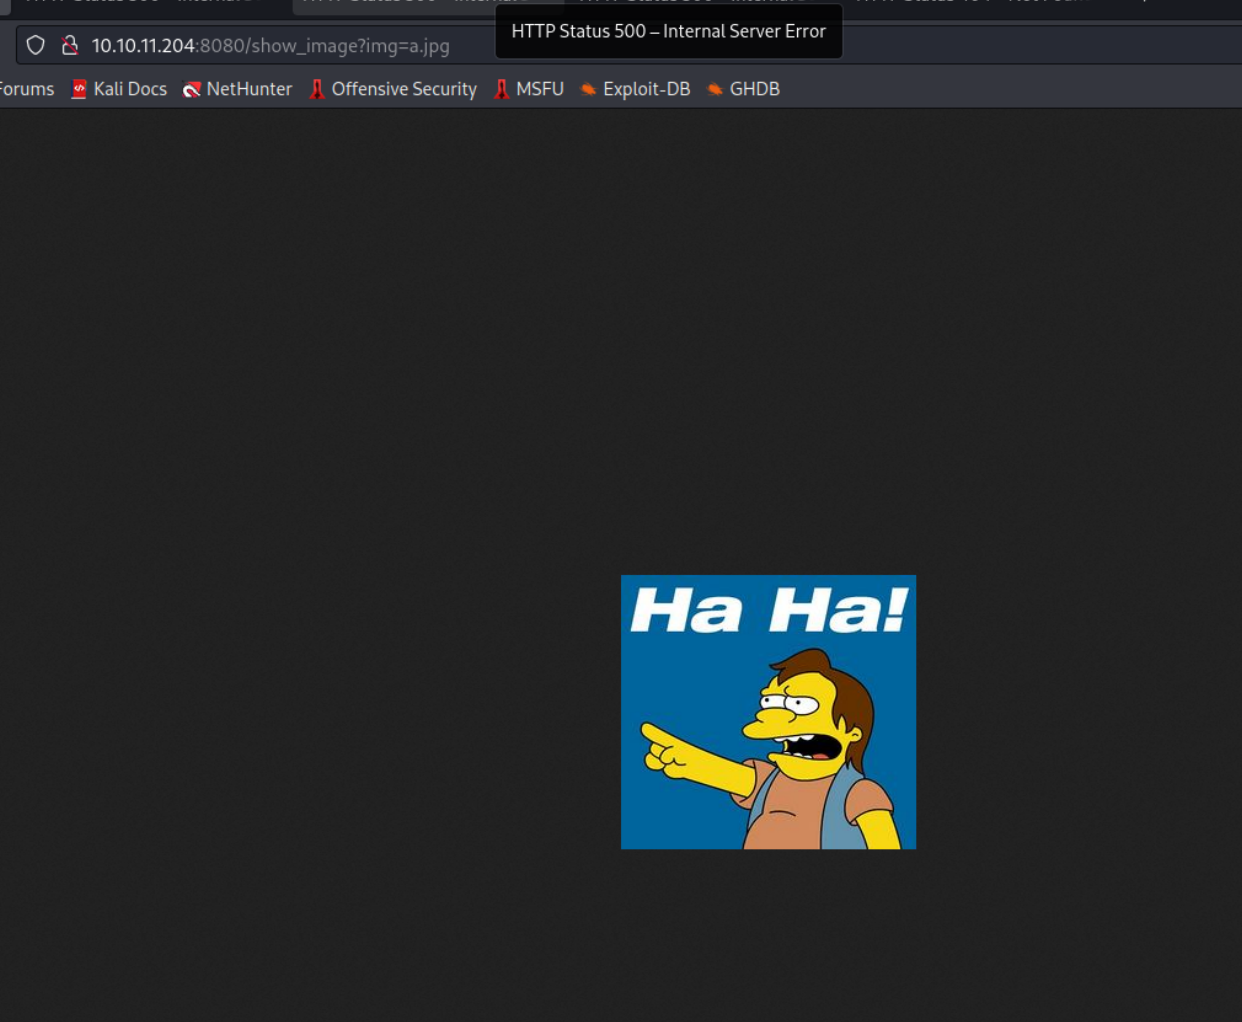 HTTP Status 500 – Internal Server Error
10.10.11.204:8080/show_image?img=a.jpg
Forums Kali Docs NetHunter Offensive Security MSFU Exploit-DB GHDB
Ha Ha!